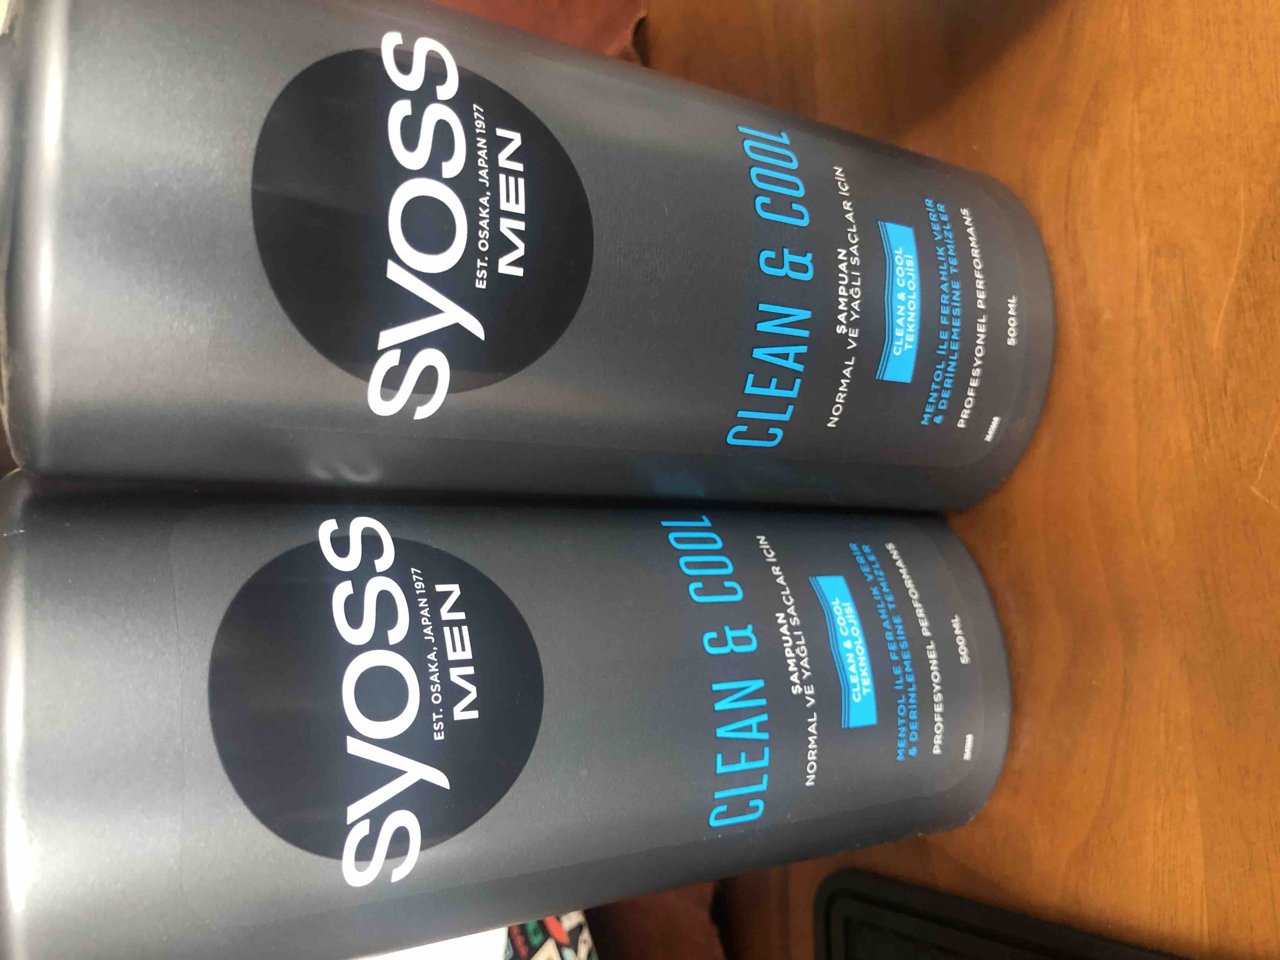 syoss
EST. OSAKA, JAPAN 1977
MEN
CLEAN & COOL
ŞAMPUAN
NORMAL VE YAĞLI SAÇLAR İÇİN
CLEAN & COOL
TEKNOLOJİSİ
MENTOL İLE FERAHLIK VERİR
& DERİNLEMESİNE TEMİZLER
PROFESYONEL PERFORMANS
500ML
syoss
EST. OSAKA, JAPAN 1977
MEN
CLEAN & COOL
ŞAMPUAN
NORMAL VE YAĞLI SAÇLAR İÇİN
CLEAN & COOL
TEKNOLOJİSİ
MENTOL İLE FERAHLIK VERİR
& DERİNLEMESİNE TEMİZLER
PROFESYONEL PERFORMANS
500ML